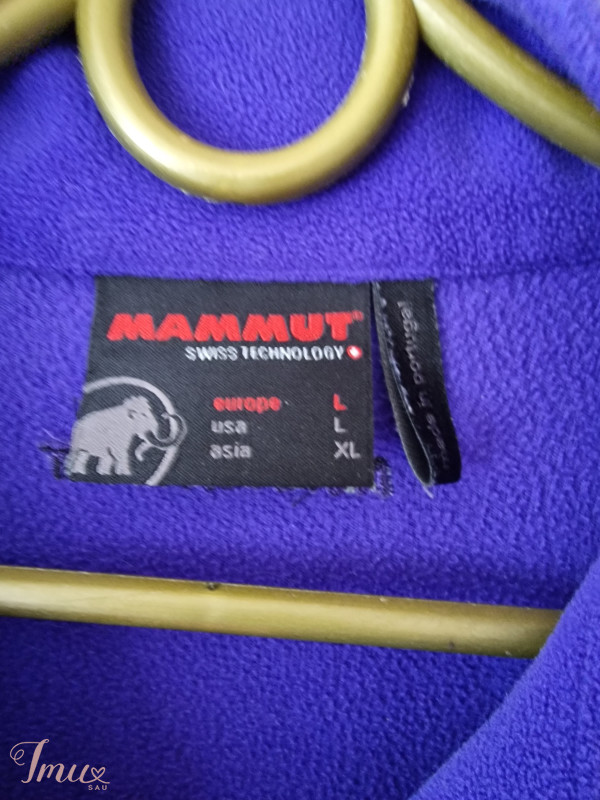 MAMMUT®
SWISS TECHNOLOGY
europe L
usa L
asia XL
made in portugal
Imu
SAU